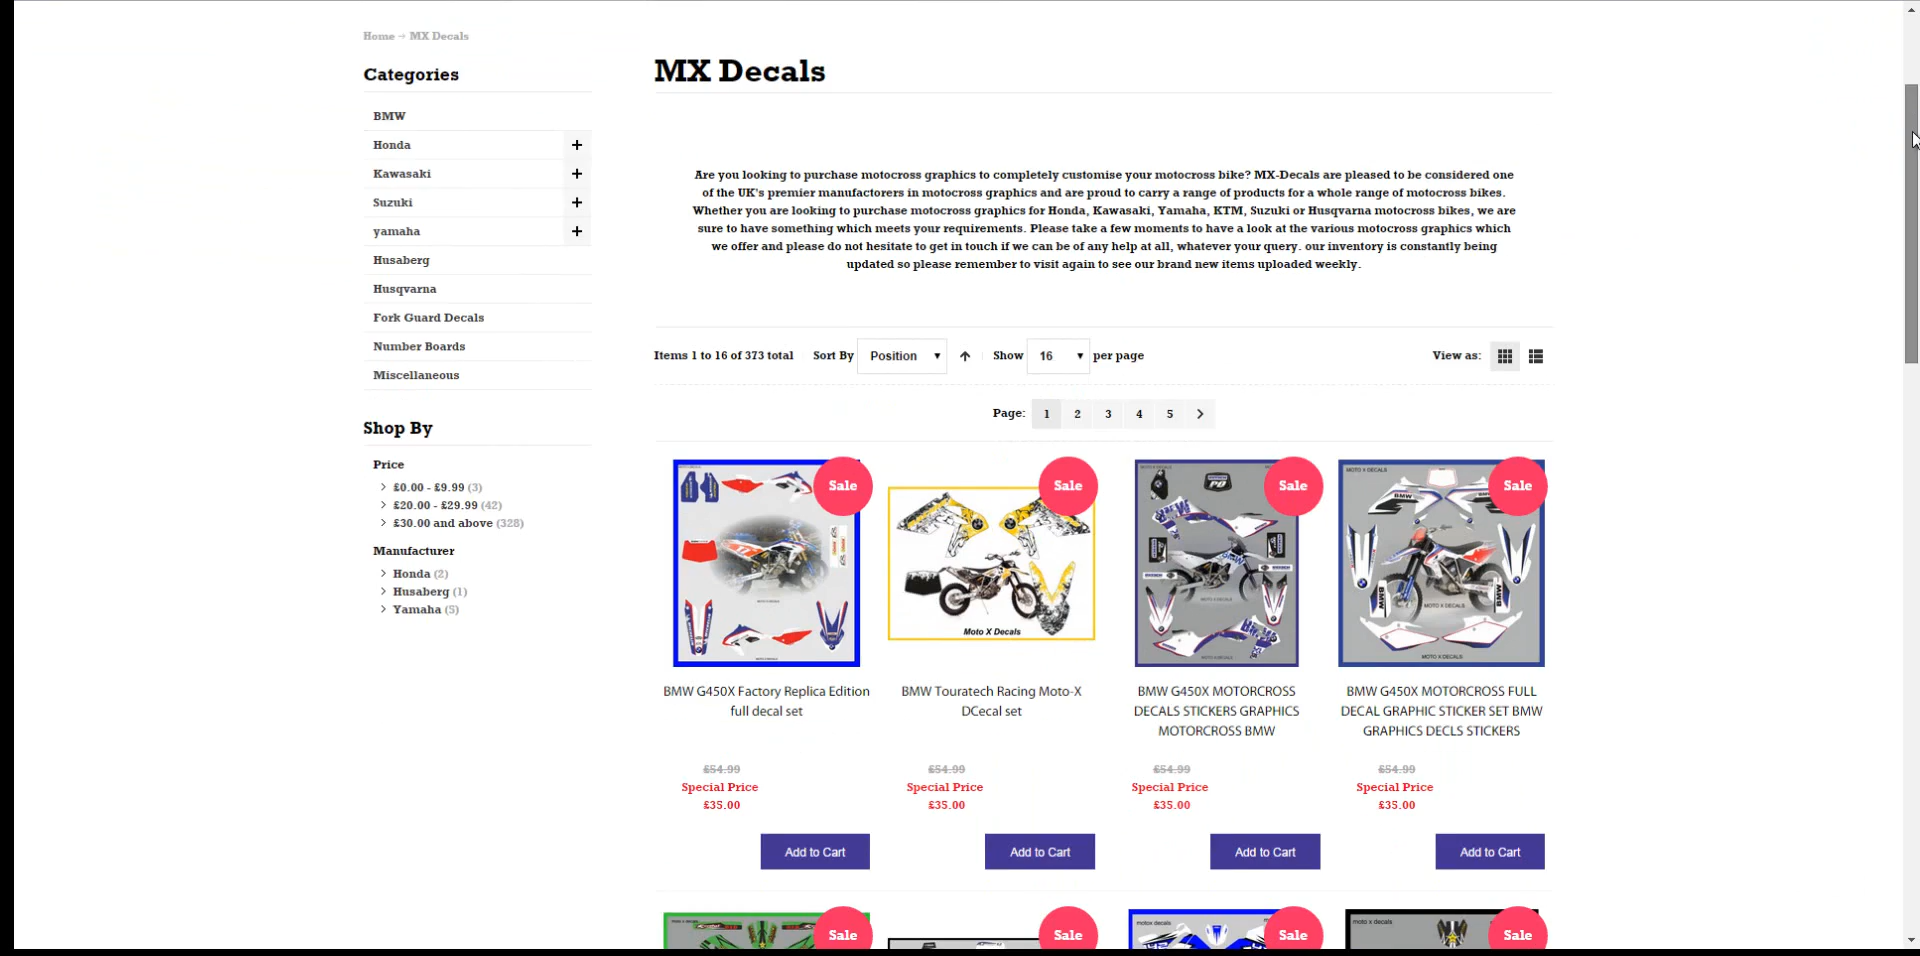 Home → MX Decals
Categories
BMW
Honda +
Kawasaki +
Suzuki +
yamaha +
Husaberg
Husqvarna
Fork Guard Decals
Number Boards
Miscellaneous
Shop By
Price
£0.00 - £9.99 (3)
£20.00 - £29.99 (42)
£30.00 and above (328)
Manufacturer
Honda (2)
Husaberg (1)
Yamaha (5)
MX Decals
Are you looking to purchase motocross graphics to completely customise your motocross bike? MX-Decals are pleased to be considered one
of the UK's premier manufacturers in motocross graphics and are proud to carry a range of products for a whole range of motocross bikes.
Whether you are looking to purchase motocross graphics for Honda, Kawasaki, Yamaha, KTM, Suzuki or Husqvarna motocross bikes, we are
sure to have something which meets your requirements. Please take a few moments to have a look at the various motocross graphics which
we offer and please do not hesitate to get in touch if we can be of any help at all, whatever your query. our inventory is constantly being
updated so please remember to visit again to see our brand new items uploaded weekly.
Items 1 to 16 of 373 total Sort By Position Show 16 per page View as:
Page: 1 2 3 4 5
Sale
Sale
Sale
Sale
Moto X Decals
MOTO X DECALS
BMW
BMW
MOTO X DECALS
MOTO X DECALS
BMW G450X Factory Replica Edition
full decal set
£54.99
Special Price
£35.00
Add to Cart
BMW Touratech Racing Moto-X
DCecal set
£54.99
Special Price
£35.00
Add to Cart
BMW G450X MOTORCROSS
DECALS STICKERS GRAPHICS
MOTORCROSS BMW
£54.99
Special Price
£35.00
Add to Cart
BMW G450X MOTORCROSS FULL
DECAL GRAPHIC STICKER SET BMW
GRAPHICS DECLS STICKERS
£54.99
Special Price
£35.00
Add to Cart
Sale
Sale
motox decals
Sale
moto x decals
Sale